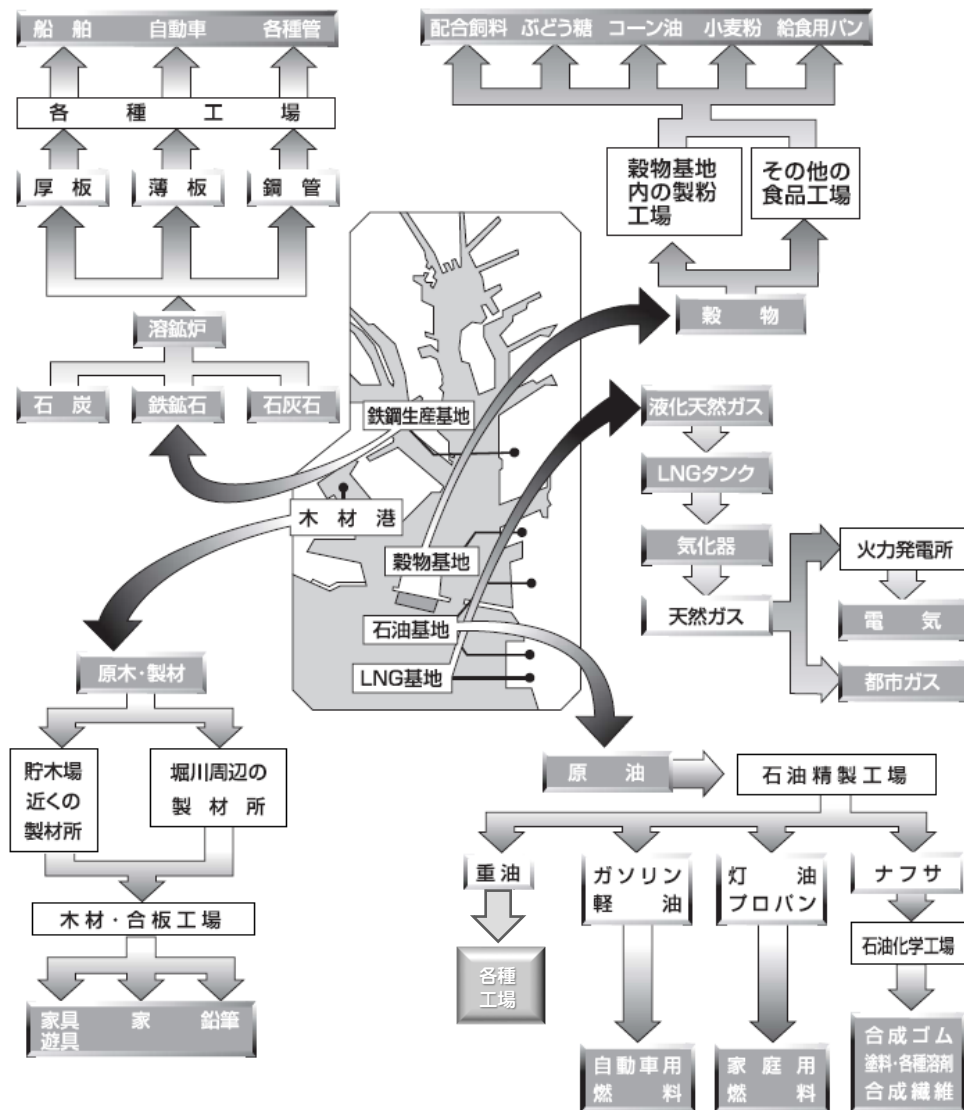 船舶 自動車 各種管
各種工場
厚板 薄板 鋼管
溶鉱炉
石炭 鉄鉱石 石灰石
配合飼料 ぶどう糖 コーン油 小麦粉 給食用パン
穀物基地
内の製粉
工場
その他の
食品工場
穀物
鉄鋼生産基地
木材港
穀物基地
石油基地
LNG基地
液化天然ガス
LNGタンク
気化器
天然ガス
火力発電所
電気
都市ガス
原木・製材
貯木場
近くの
製材所
堀川周辺の
製材所
木材・合板工場
家具 家 鉛筆
遊具
原油
石油精製工場
重油
各種
工場
ガソリン
軽油
自動車用
燃料
灯油
プロパン
家庭用
燃料
ナフサ
石油化学工場
合成ゴム
塗料・各種溶剤
合成繊維